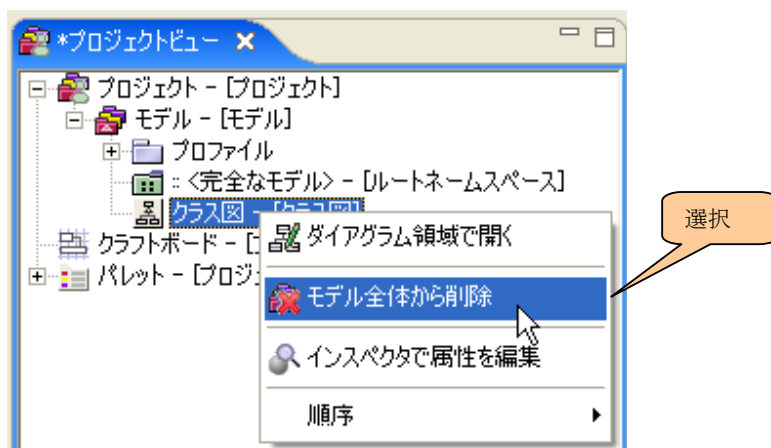 *プロジェクトビュー
プロジェクト - [プロジェクト]
モデル - [モデル]
プロファイル
:: <完全なモデル> - [ルートネームスペース]
クラス図 - [クラス図]
クラフトボード - [
パレット - [プロジ
ダイアグラム領域で開く
モデル全体から削除
インスペクタで属性を編集
順序
選択